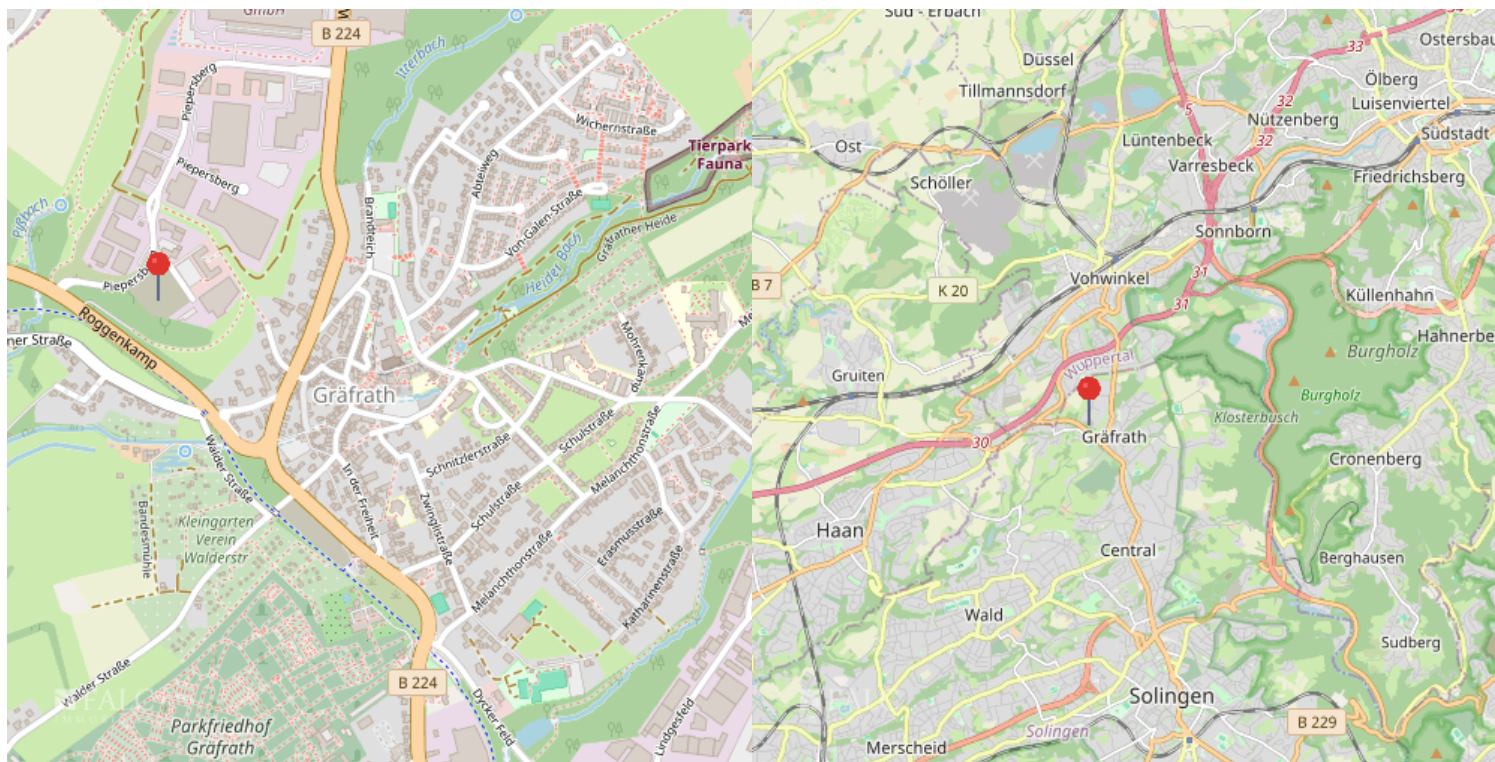 GmbH
B 224
Itterbach
Piepersberg
Wichernstraße
Tierpark
Fauna
Piepersberg
Abteiweg
Pißbach
Brandteich
Von-Galen-Straße
Gräfrather Heide
Heider Bach
Piepersb
Roggenkamp
ner Straße
Mohrenkamp
Gräfrath
Schulstraße
Schnitzlerstraße
Walder Straße
In der Freiheit
Zwinglistraße
Schulstraße
Melanchthonstraße
Bandesmühle
Kleingarten
Verein
Walderstr
Erasmusstraße
Melanchthonstraße
Katharinenstraße
Walder Straße
B 224
Dycker Feld
Lindgesfeld
Parkfriedhof
Gräfrath
Süd - Erbach
33
Ostersbau
Düssel
Ölberg
Tillmannsdorf
32
Luisenviertel
5
Nützenberg
Lüntenbeck
32
Südstadt
Ost
Varresbeck
Friedrichsberg
Schöller
Sonnborn
31
Vohwinkel
B 7
K 20
31
Küllenhahn
Hahnerbe
Wuppertal
Burgholz
Gruiten
Burgholz
Klosterbusch
30
Gräfrath
Cronenberg
Haan
Central
Berghausen
Wald
Sudberg
Solingen
B 229
Solingen
Merscheid